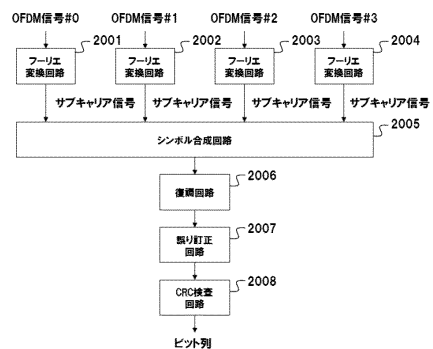 OFDM信号#0 OFDM信号#1 OFDM信号#2 OFDM信号#3
2001 2002 2003 2004
フーリエ 変換回路
フーリエ 変換回路
フーリエ 変換回路
フーリエ 変換回路
サブキャリア信号 サブキャリア信号 サブキャリア信号 サブキャリア信号
2005
シンボル合成回路
2006
復調回路
2007
誤り訂正
回路
2008
CRC検査
回路
ビット列